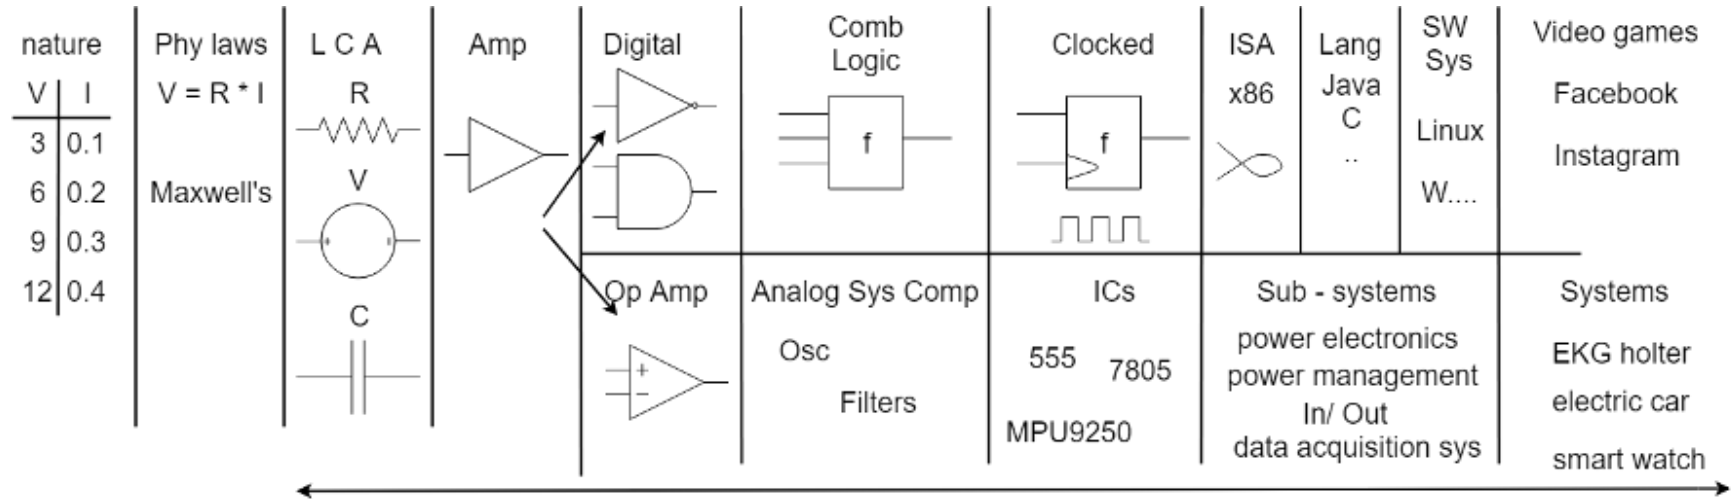 nature
V I
3 0.1
6 0.2
9 0.3
12 0.4
Phy laws
V = R * I
Maxwell's
L C A
R
V
C
Amp
Digital
Comb
Logic
f
Clocked
f
ISA
x86
Lang
Java
C
..
SW
Sys
Linux
W....
Video games
Facebook
Instagram
Op Amp
+
−
Analog Sys Comp
Osc
Filters
ICs
555
7805
MPU9250
Sub - systems
power electronics
power management
In/ Out
data acquisition sys
Systems
EKG holter
electric car
smart watch